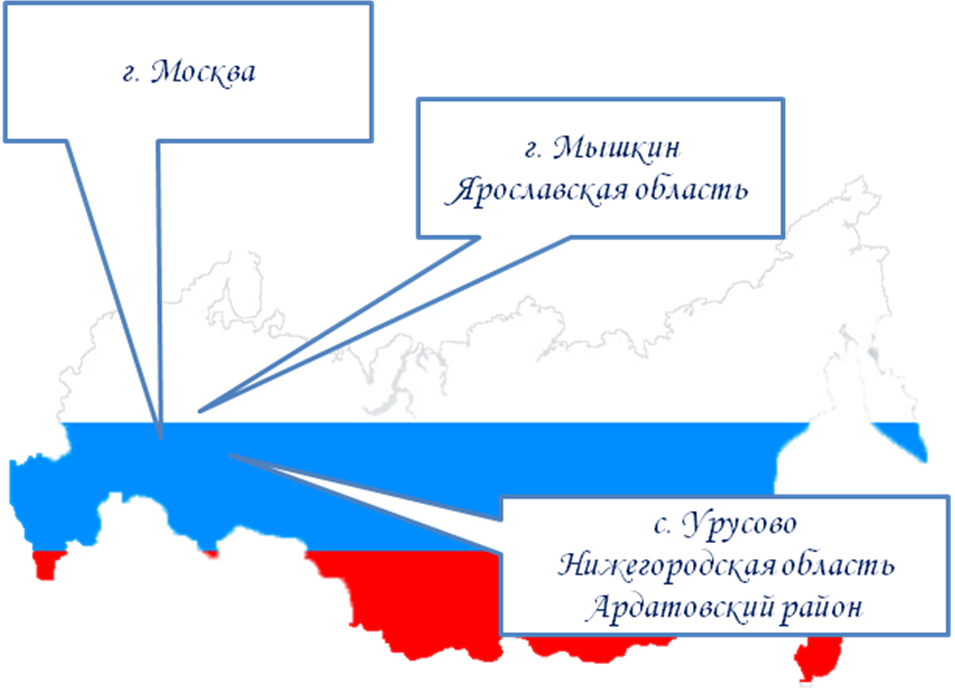 г. Москва
г. Мышкин
Ярославская область
с. Урусово
Нижегородская область
Ардатовский район